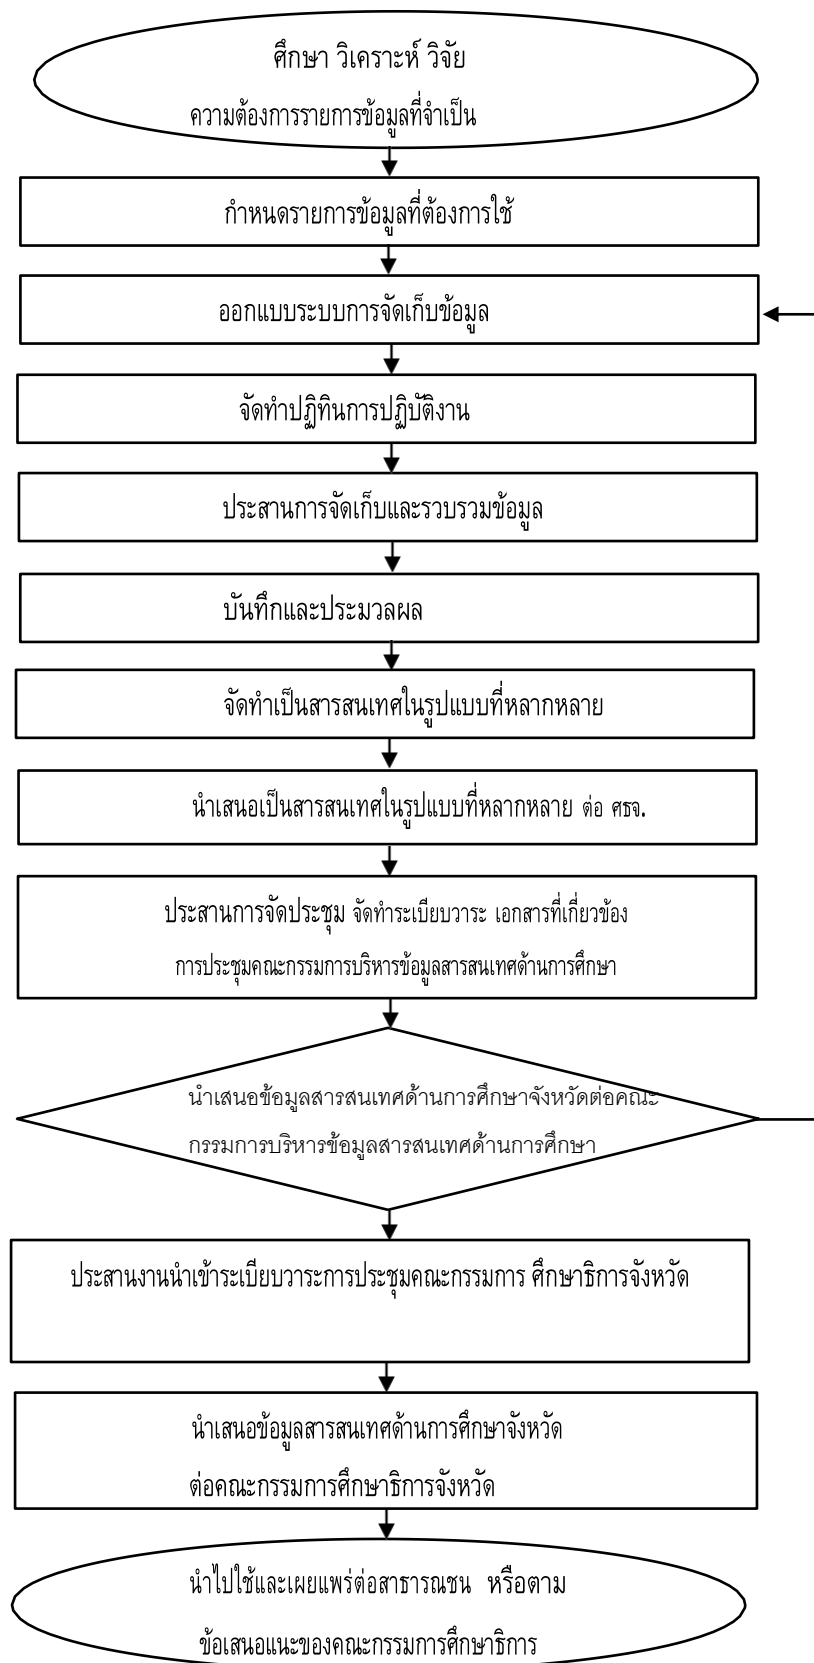 ศึกษา วิเคราะห์ วิจัย
ความต้องการรายการข้อมูลที่จำเป็น
กำหนดรายการข้อมูลที่ต้องการใช้
ออกแบบระบบการจัดเก็บข้อมูล
จัดทำปฏิทินการปฏิบัติงาน
ประสานการจัดเก็บและรวบรวมข้อมูล
บันทึกและประมวลผล
จัดทำเป็นสารสนเทศในรูปแบบที่หลากหลาย
นำเสนอเป็นสารสนเทศในรูปแบบที่หลากหลาย ต่อ ศธจ.
ประสานการจัดประชุม จัดทำระเบียบวาระ เอกสารที่เกี่ยวข้อง
การประชุมคณะกรรมการบริหารข้อมูลสารสนเทศด้านการศึกษา
นำเสนอข้อมูลสารสนเทศด้านการศึกษาจังหวัดต่อคณะ
กรรมการบริหารข้อมูลสารสนเทศด้านการศึกษา
ประสานงานนำเข้าระเบียบวาระการประชุมคณะกรรมการ ศึกษาธิการจังหวัด
นำเสนอข้อมูลสารสนเทศด้านการศึกษาจังหวัด
ต่อคณะกรรมการศึกษาธิการจังหวัด
นำไปใช้และเผยแพร่ต่อสาธารณชน หรือตาม
ข้อเสนอแนะของคณะกรรมการศึกษาธิการ